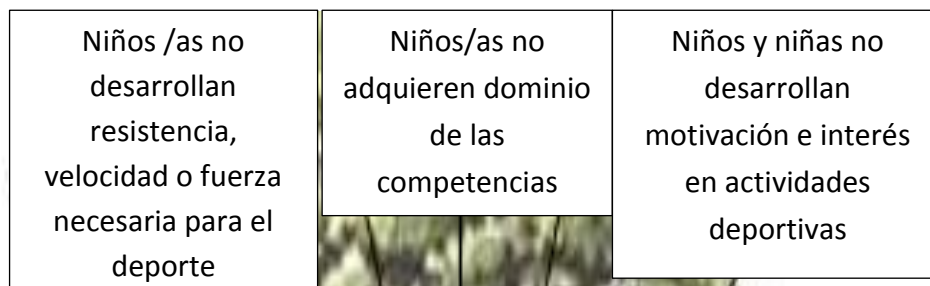 Niños /as no
desarrollan
resistencia,
velocidad o fuerza
necesaria para el
deporte
Niños/as no
adquieren dominio
de las
competencias
Niños y niñas no
desarrollan
motivación e interés
en actividades
deportivas